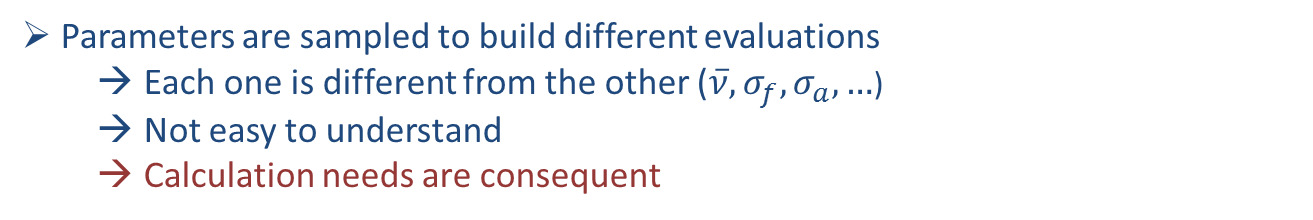 ➢ Parameters are sampled to build different evaluations
→ Each one is different from the other (ν̄, σ_f, σ_a, ...)
→ Not easy to understand
→ Calculation needs are consequent